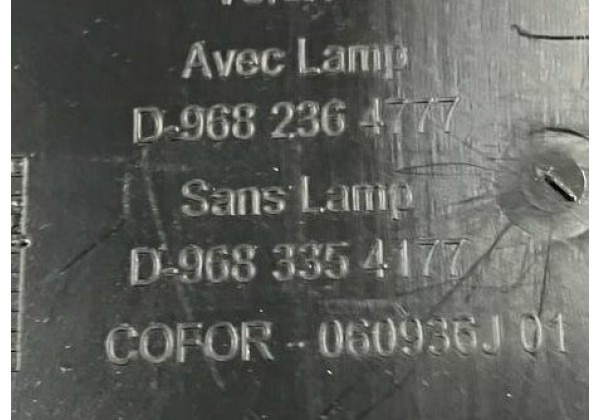 Avec Lamp
D-968 236 4777
Sans Lamp
D-968 335 4177
COFOR - 060936J 01